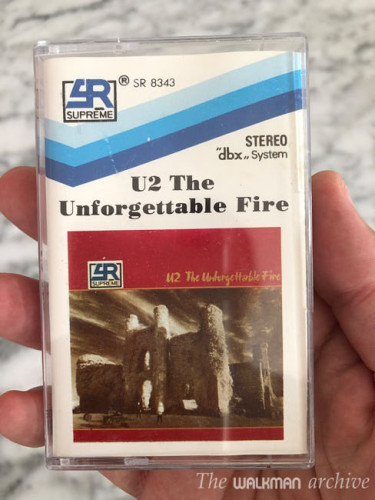 SR
SUPREME
® SR 8343
STEREO
"dbx„ System
U2 The
Unforgettable Fire
SR
SUPREME
U2 The Unforgettable Fire
The WALKMAN archive